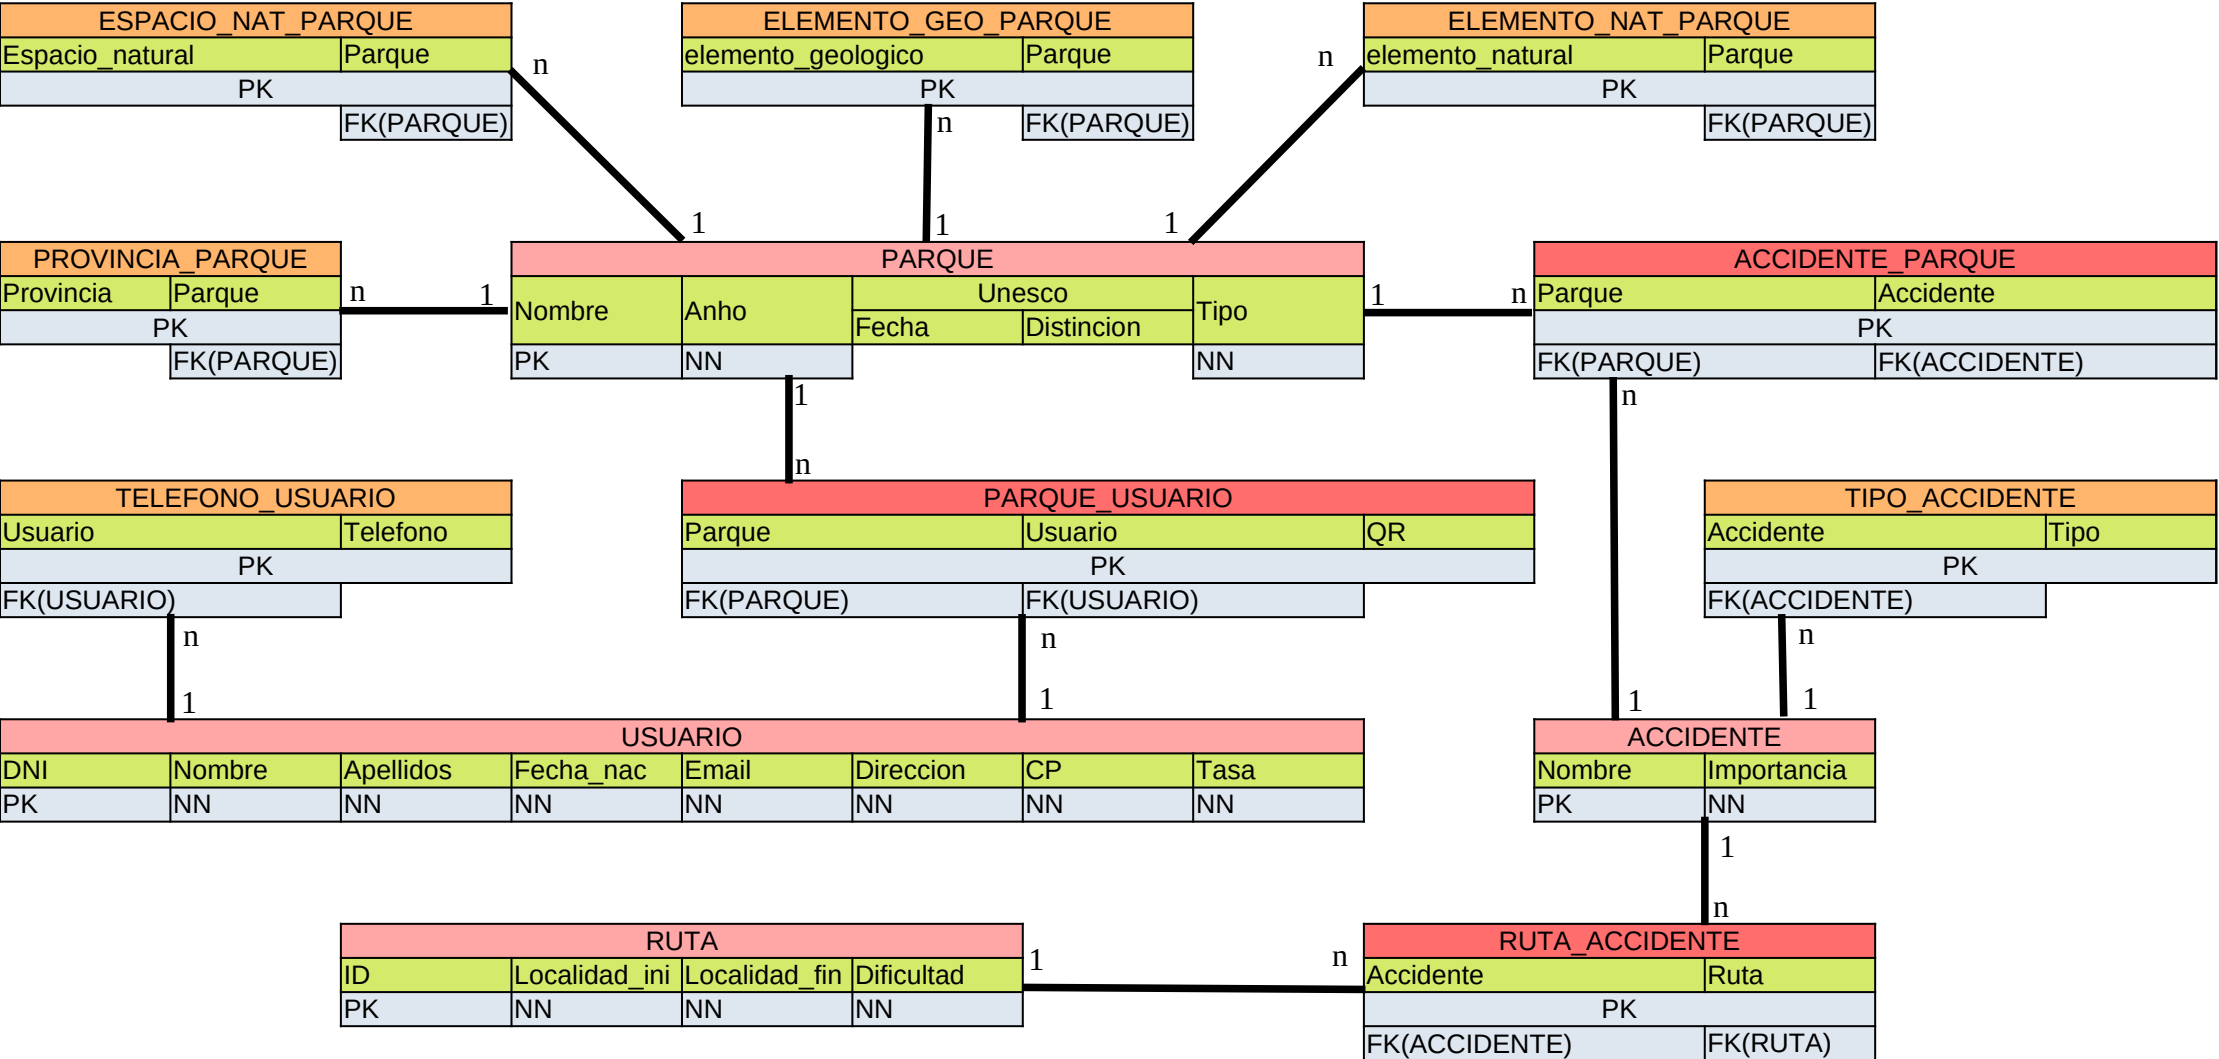 ESPACIO_NAT_PARQUE
Espacio_natural Parque
PK
FK(PARQUE)
n
1
ELEMENTO_GEO_PARQUE
elemento_geologico Parque
PK
FK(PARQUE)
n
1
ELEMENTO_NAT_PARQUE
elemento_natural Parque
PK
FK(PARQUE)
n
1
PROVINCIA_PARQUE
Provincia Parque
PK
FK(PARQUE)
n 1
PARQUE
Nombre Anho Unesco Tipo
Fecha Distincion
PK NN NN
1 n
ACCIDENTE_PARQUE
Parque Accidente
PK
FK(PARQUE) FK(ACCIDENTE)
1
n
n
1
TELEFONO_USUARIO
Usuario Telefono
PK
FK(USUARIO)
n
1
PARQUE_USUARIO
Parque Usuario QR
PK
FK(PARQUE) FK(USUARIO)
n
1
TIPO_ACCIDENTE
Accidente Tipo
PK
FK(ACCIDENTE)
n
1
USUARIO
DNI Nombre Apellidos Fecha_nac Email Direccion CP Tasa
PK NN NN NN NN NN NN NN
ACCIDENTE
Nombre Importancia
PK NN
1
n
RUTA
ID Localidad_ini Localidad_fin Dificultad
PK NN NN NN
1 n
RUTA_ACCIDENTE
Accidente Ruta
PK
FK(ACCIDENTE) FK(RUTA)